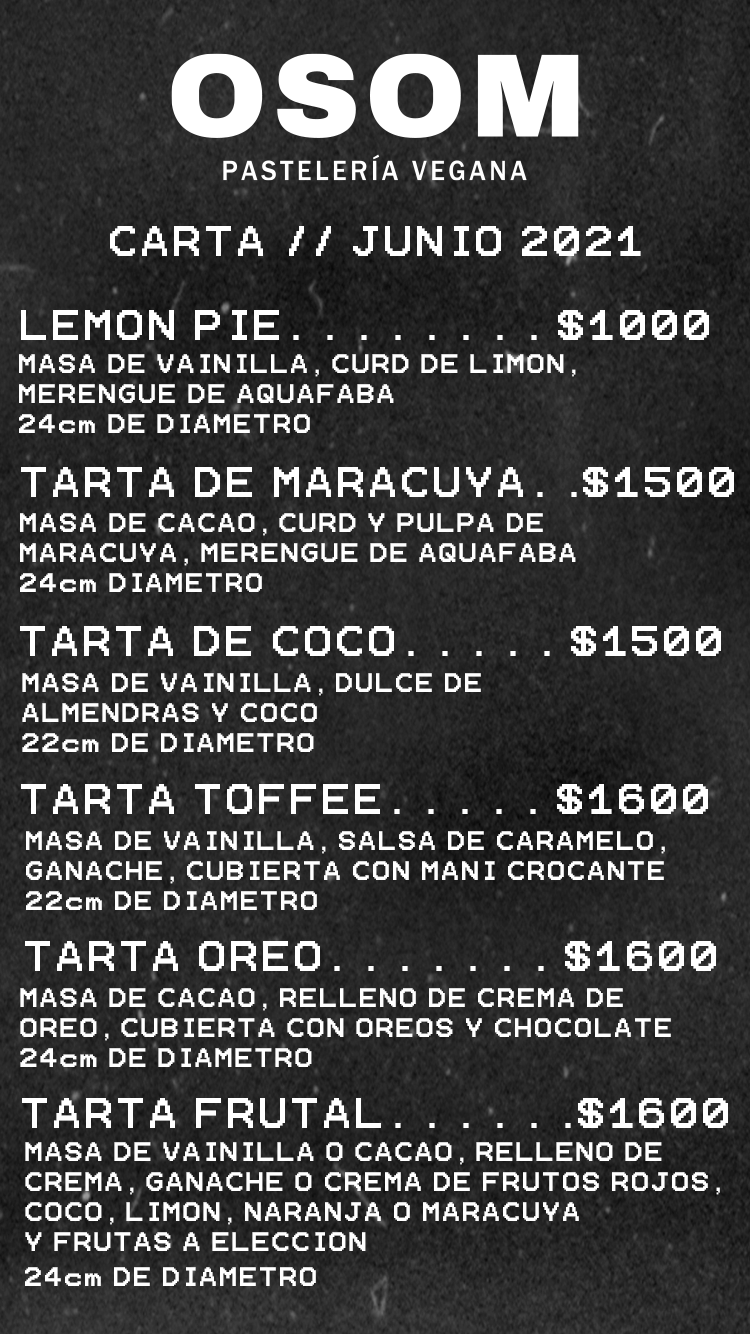 OSOM
PASTELERÍA VEGANA
CARTA // JUNIO 2021
LEMON PIE. . . . . . . . $1000
MASA DE VAINILLA, CURD DE LIMON,
MERENGUE DE AQUAFABA
24cm DE DIAMETRO
TARTA DE MARACUYA. .$1500
MASA DE CACAO, CURD Y PULPA DE
MARACUYA, MERENGUE DE AQUAFABA
24cm DIAMETRO
TARTA DE COCO. . . . . $1500
MASA DE VAINILLA, DULCE DE
ALMENDRAS Y COCO
22cm DE DIAMETRO
TARTA TOFFEE. . . . . $1600
MASA DE VAINILLA, SALSA DE CARAMELO,
GANACHE, CUBIERTA CON MANI CROCANTE
22cm DE DIAMETRO
TARTA OREO. . . . . . . $1600
MASA DE CACAO, RELLENO DE CREMA DE
OREO, CUBIERTA CON OREOS Y CHOCOLATE
24cm DE DIAMETRO
TARTA FRUTAL. . . . . .$1600
MASA DE VAINILLA O CACAO, RELLENO DE
CREMA, GANACHE O CREMA DE FRUTOS ROJOS,
COCO, LIMON, NARANJA O MARACUYA
Y FRUTAS A ELECCION
24cm DE DIAMETRO